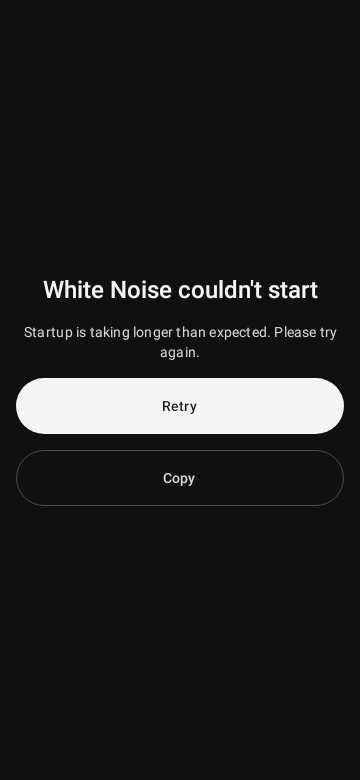 White Noise couldn't start
Startup is taking longer than expected. Please try
again.
Retry
Copy